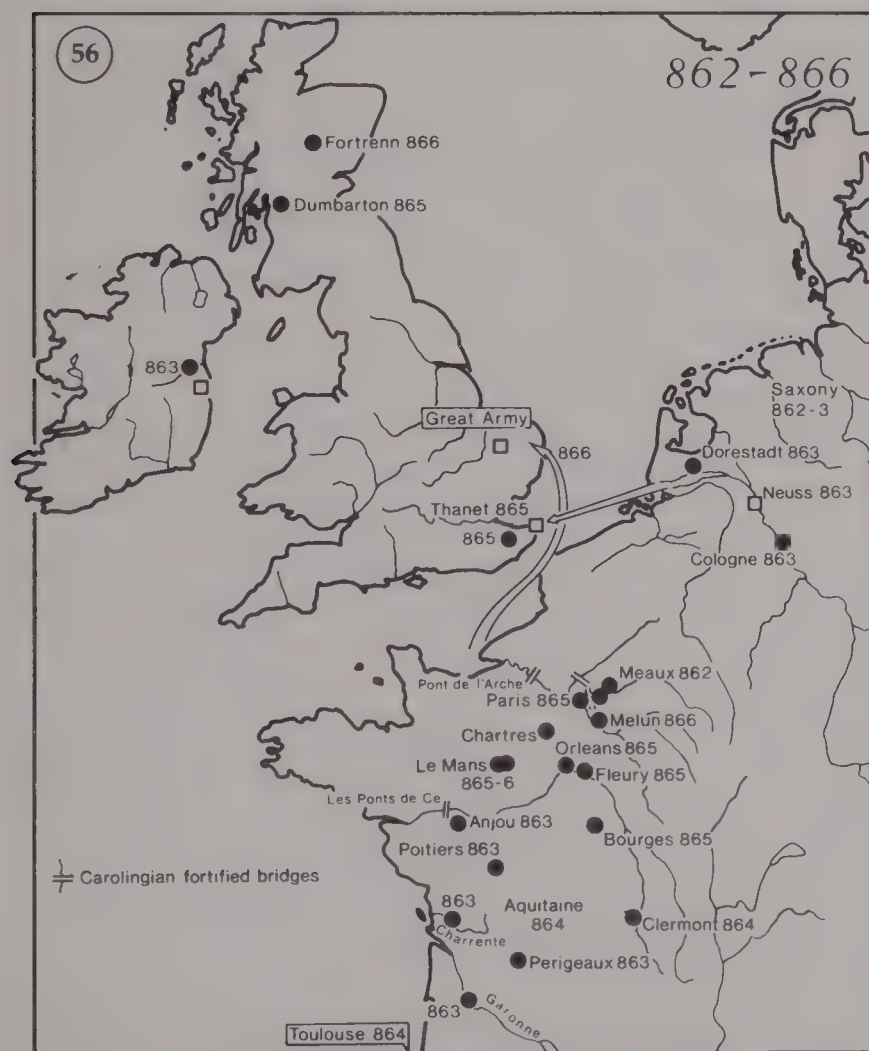 56
862-866
Fortrenn 866
Dumbarton 865
863
Saxony
862-3
Great Army
866
Dorestadt 863
Neuss 863
Thanet 865
865
Cologne 863
Meaux 862
Pont de l'Arche
Paris 865
Melun 866
Chartres
Orleans 865
Le Mans
865-6
Fleury 865
Les Ponts de Ce
Anjou 863
Bourges 865
Poitiers 863
Carolingian fortified bridges
863
Aquitaine
864
Clermont 864
Charrente
Perigeaux 863
863
Garonne
Toulouse 864